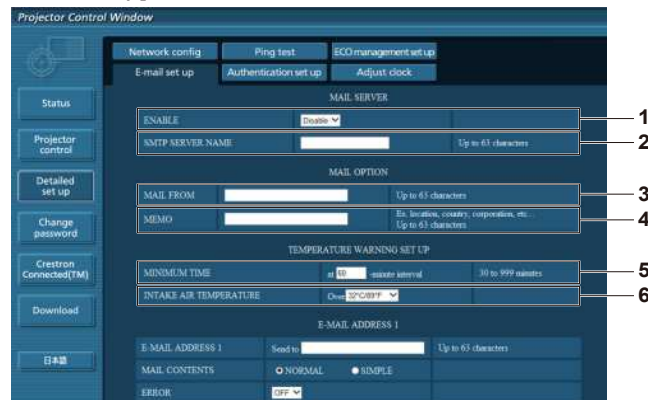 Projector Control Window
Network config Ping test ECO management set up
E-mail set up Authentication set up Adjust clock
Status
Projector control
Detailed set up
Change password
Crestron Connected(TM)
Download
日本語
MAIL SERVER
ENABLE Disable 1
SMTP SERVER NAME Up to 63 characters 2
MAIL OPTION
MAIL FROM Up to 63 characters 3
MEMO Ex. location, country, corporation, etc... Up to 63 characters 4
TEMPERATURE WARNING SET UP
MINIMUM TIME at 60 -minute interval 30 to 999 minutes 5
INTAKE AIR TEMPERATURE Over 32°C/89°F 6
E-MAIL ADDRESS 1
E-MAIL ADDRESS 1 Send to Up to 63 characters
MAIL CONTENTS NORMAL SIMPLE
ERROR OFF